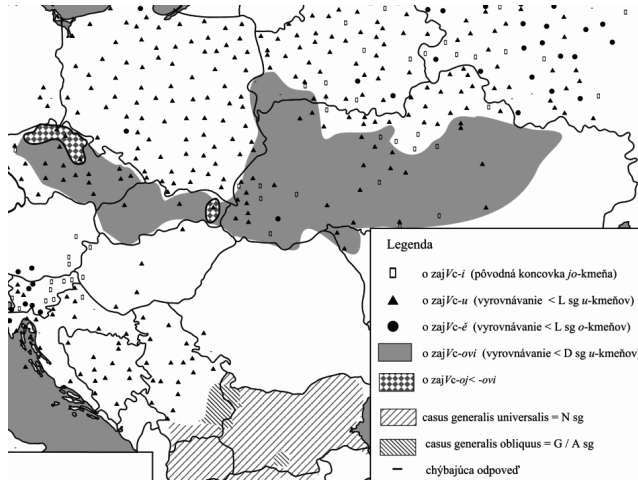 Legenda
o zajVc-i (pôvodná koncovka jo-kmeňa)
o zajVc-u (vyrovnávanie < L sg u-kmeňov)
o zajVc-ě (vyrovnávanie < L sg o-kmeňov)
o zajVc-ovi (vyrovnávanie < D sg u-kmeňov)
o zajVc-oj< -ovi
casus generalis universalis = N sg
casus generalis obliquus = G / A sg
chýbajúca odpoveď